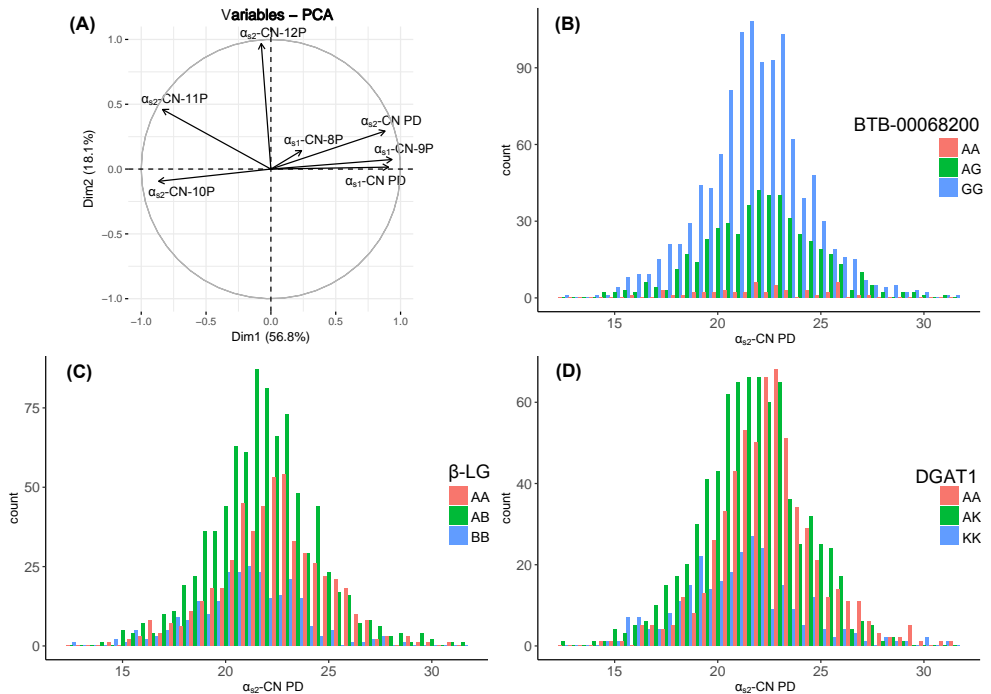 (A)
Variables – PCA
αs2-CN-12P
αs2-CN-11P
αs2-CN PD
αs1-CN-8P
αs1-CN-9P
αs1-CN PD
αs2-CN-10P
1.0
0.5
0.0
−0.5
−1.0
Dim2 (18.1%)
−1.0 −0.5 0.0 0.5 1.0
Dim1 (56.8%)
(B)
90
60
30
0
count
15 20 25 30
αs2-CN PD
BTB-00068200
AA
AG
GG
(C)
75
50
25
0
count
15 20 25 30
αs2-CN PD
β-LG
AA
AB
BB
(D)
60
40
20
0
count
15 20 25 30
αs2-CN PD
DGAT1
AA
AK
KK